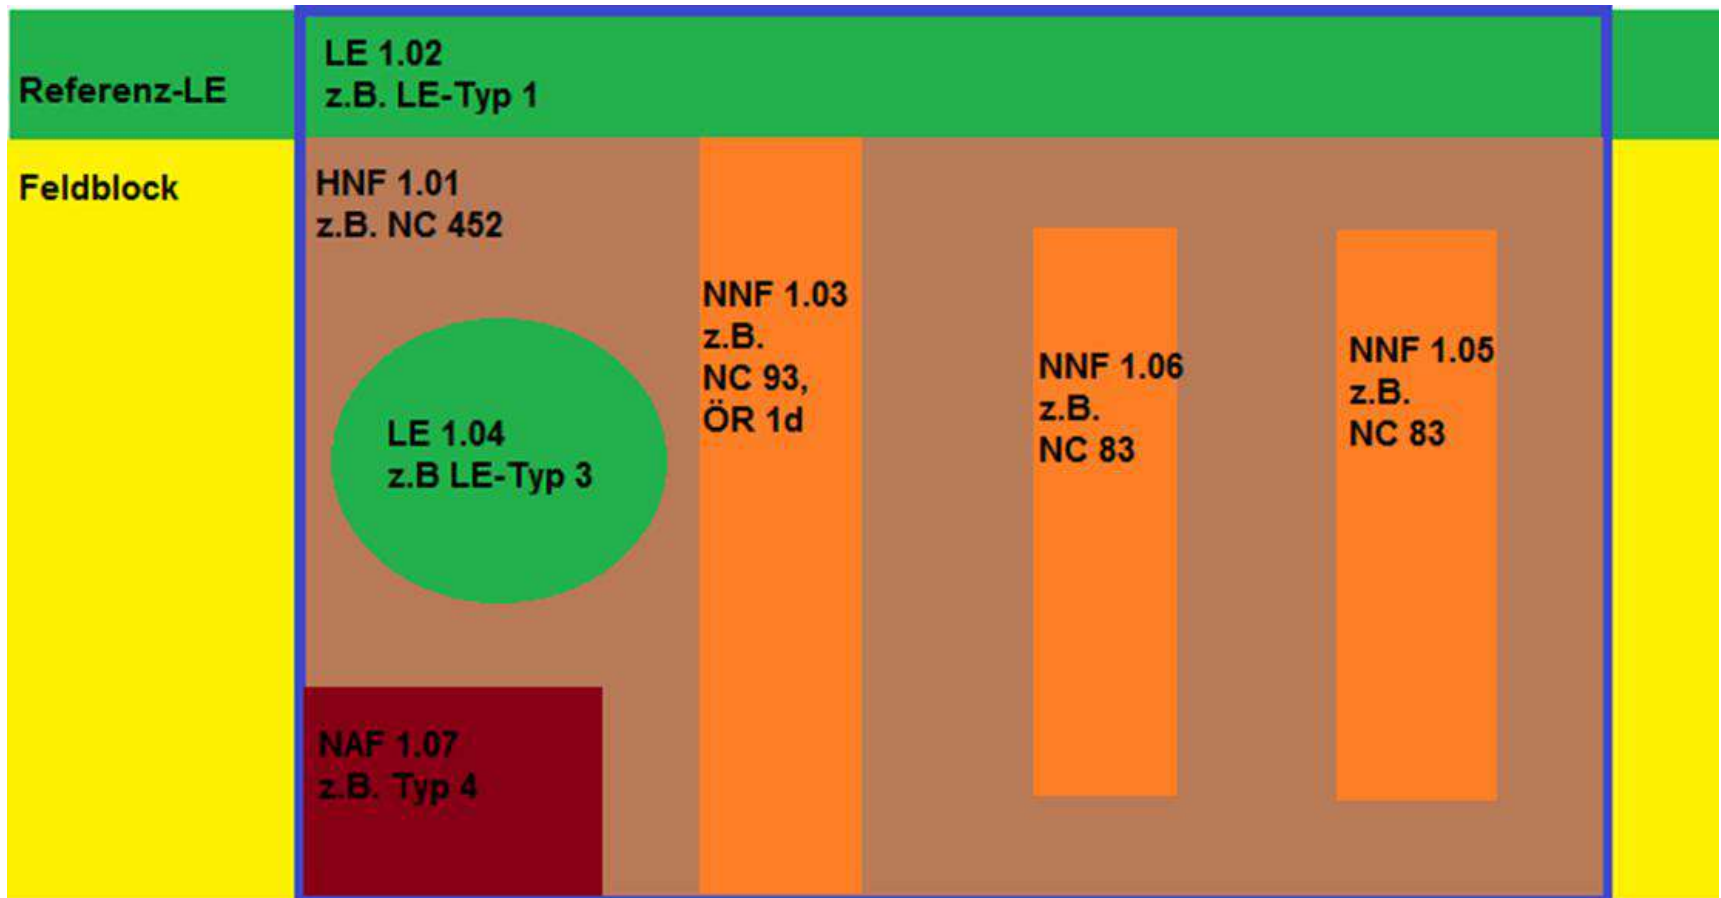 Referenz-LE
LE 1.02
z.B. LE-Typ 1
Feldblock
HNF 1.01
z.B. NC 452
NNF 1.03
z.B.
NC 93,
ÖR 1d
NNF 1.06
z.B.
NC 83
NNF 1.05
z.B.
NC 83
LE 1.04
z.B LE-Typ 3
NAF 1.07
z.B. Typ 4